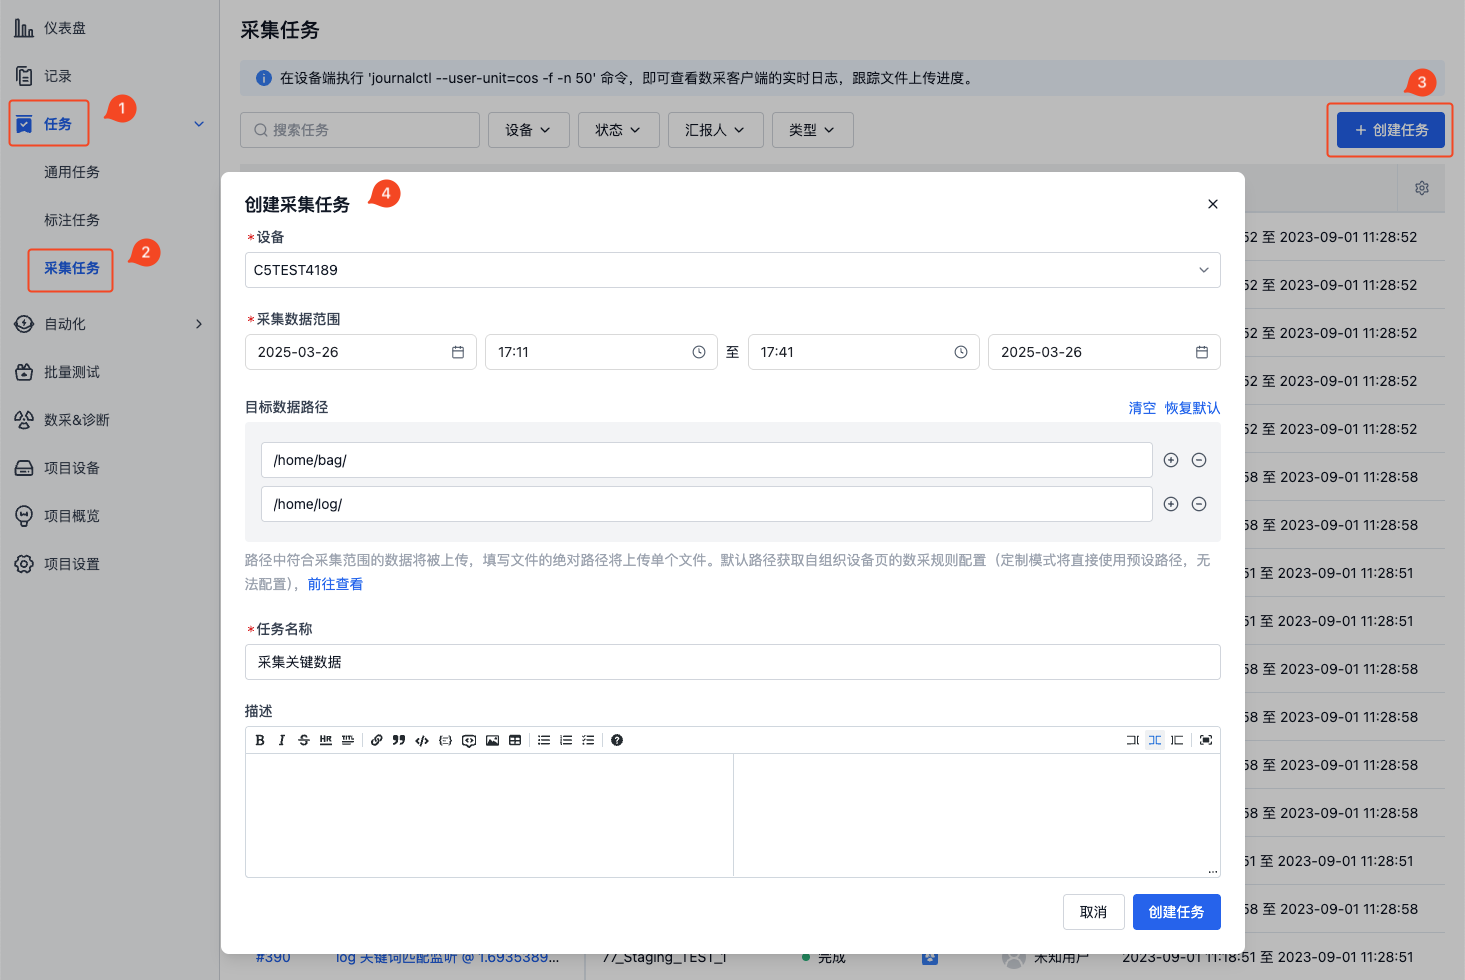 仪表盘
记录
任务
1
通用任务
标注任务
采集任务
2
自动化
批量测试
数采&诊断
项目设备
项目概览
项目设置
采集任务
在设备端执行 'journalctl --user-unit=cos -f -n 50' 命令，即可查看数采客户端的实时日志，跟踪文件上传进度。
3
搜索任务
设备
状态
汇报人
类型
+ 创建任务
创建采集任务
4
*设备
C5TEST4189
*采集数据范围
2025-03-26
17:11
至
17:41
2025-03-26
目标数据路径
清空 恢复默认
/home/bag/
/home/log/
路径中符合采集范围的数据将被上传，填写文件的绝对路径将上传单个文件。默认路径获取自组织设备页的数采规则配置（定制模式将直接使用预设路径，无
法配置），前往查看
*任务名称
采集关键数据
描述
B I S HR
...
取消
创建任务
52 至 2023-09-01 11:28:52
52 至 2023-09-01 11:28:52
52 至 2023-09-01 11:28:52
52 至 2023-09-01 11:28:52
52 至 2023-09-01 11:28:52
58 至 2023-09-01 11:28:58
58 至 2023-09-01 11:28:58
51 至 2023-09-01 11:28:51
51 至 2023-09-01 11:28:51
58 至 2023-09-01 11:28:58
58 至 2023-09-01 11:28:58
58 至 2023-09-01 11:28:58
58 至 2023-09-01 11:28:58
51 至 2023-09-01 11:28:51
58 至 2023-09-01 11:28:58
#390
log 关键词匹配监听 @ 1.6935389...
77_Staging_TEST_1
完成
未知用户
2023-09-01 11:18:51 至 2023-09-01 11:28:51